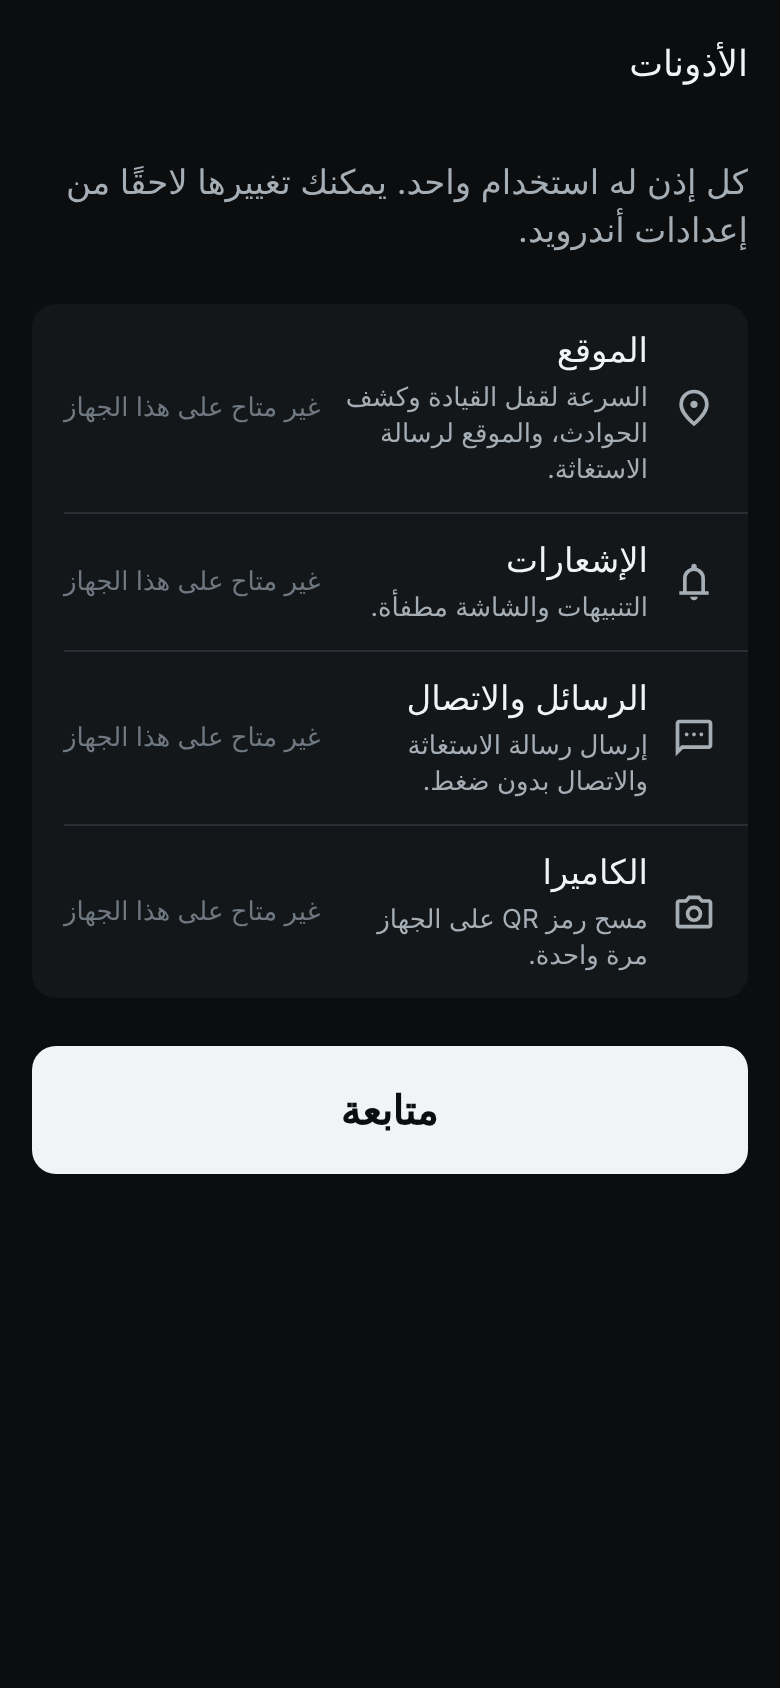 الأذونات
كل إذن له استخدام واحد. يمكنك تغييرها لاحقًا من
إعدادات أندرويد.
الموقع
السرعة لقفل القيادة وكشف
الحوادث، والموقع لرسالة
الاستغاثة.
غير متاح على هذا الجهاز
الإشعارات
التنبيهات والشاشة مطفأة.
غير متاح على هذا الجهاز
الرسائل والاتصال
إرسال رسالة الاستغاثة
والاتصال بدون ضغط.
غير متاح على هذا الجهاز
الكاميرا
مسح رمز QR على الجهاز
مرة واحدة.
غير متاح على هذا الجهاز
متابعة